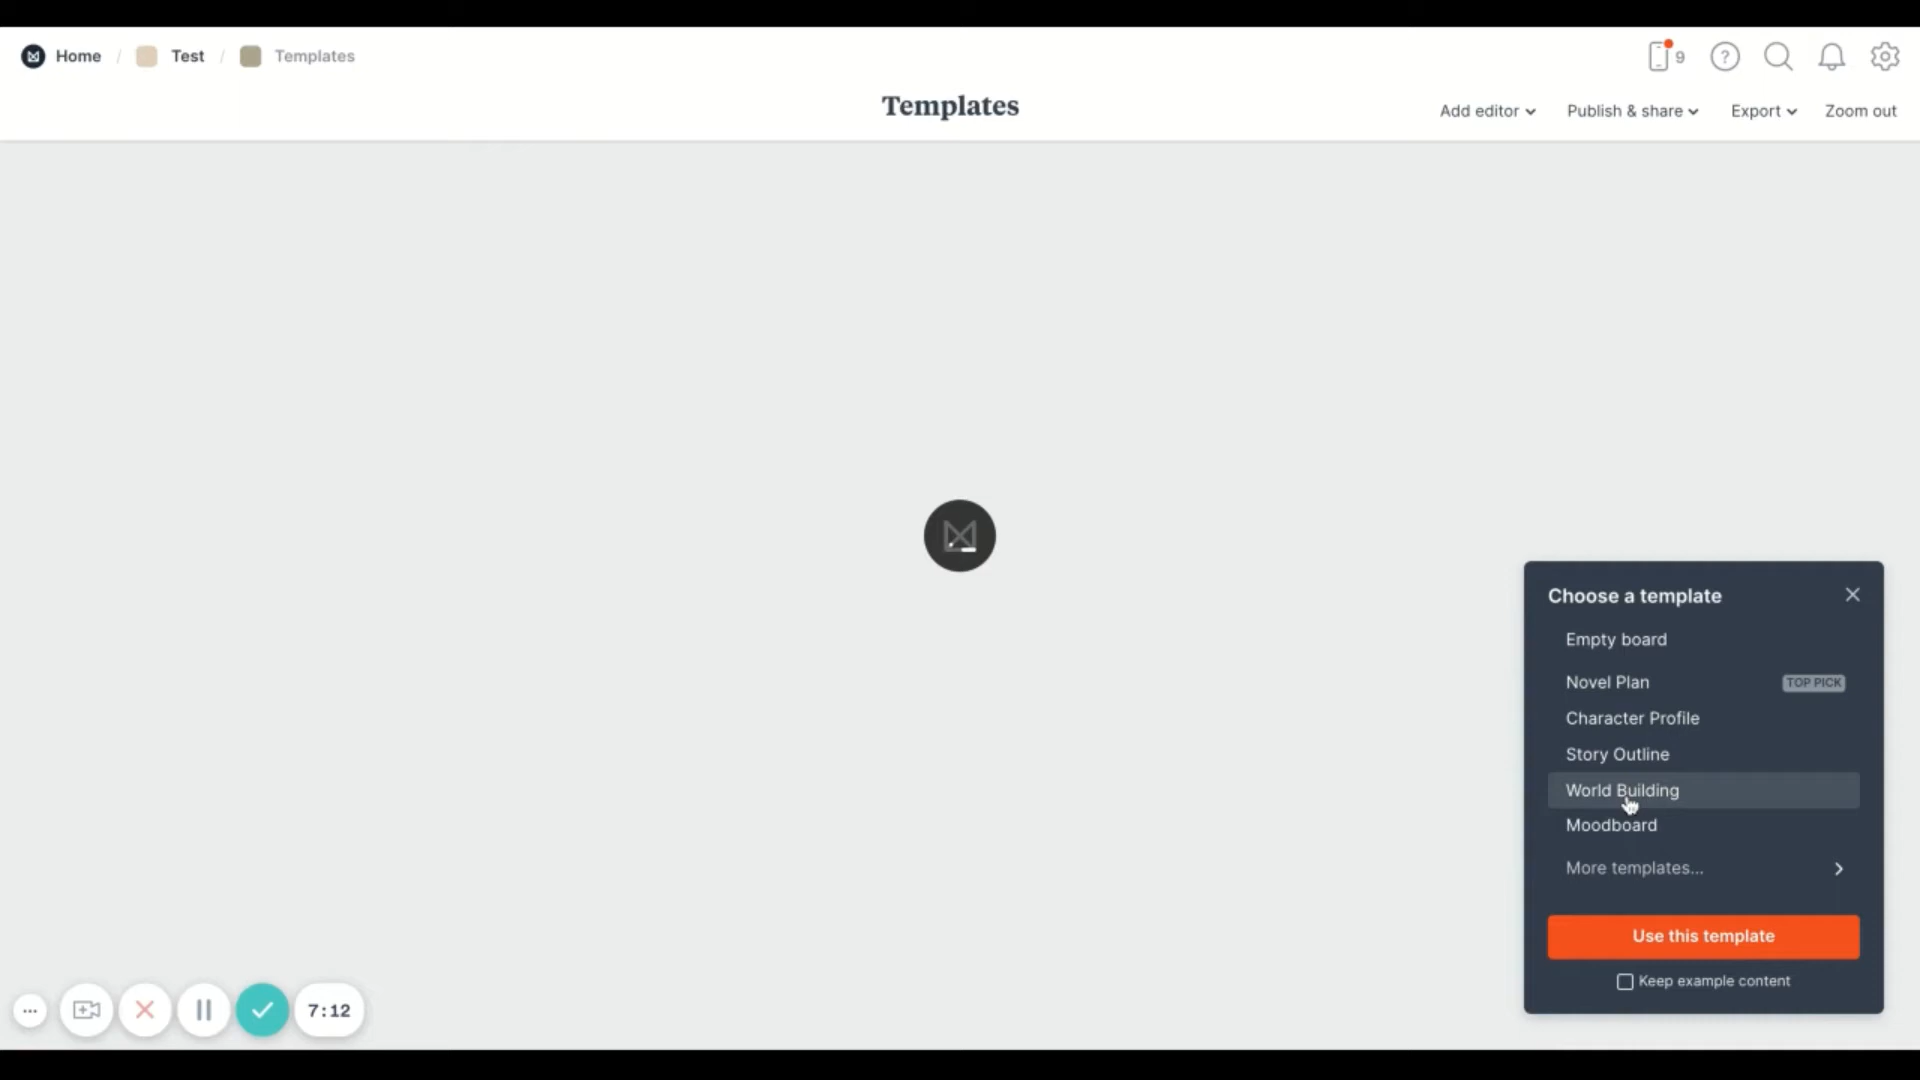 Home / Test / Templates
9
Templates
Add editor
Publish & share
Export
Zoom out
Choose a template
Empty board
Novel Plan
TOP PICK
Character Profile
Story Outline
World Building
Moodboard
More templates...
Use this template
Keep example content
7:12